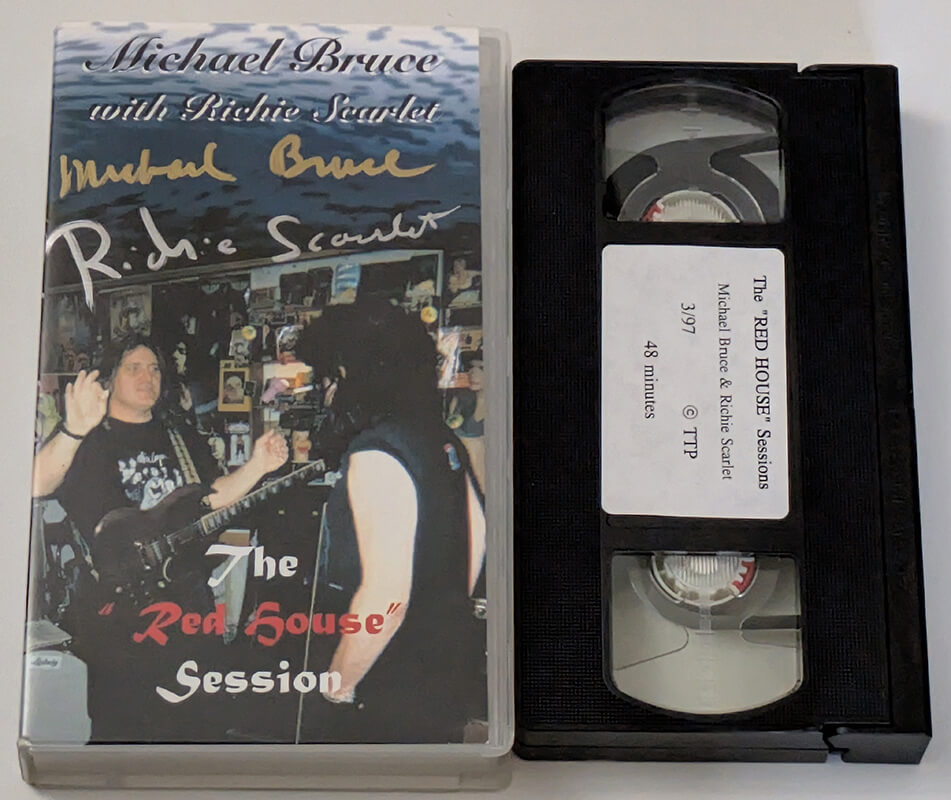 Michael Bruce
with Richie Scarlet
Michael Bruce
Richie Scarlet
The
"Red House"
Session
Ludwig
The "RED HOUSE" Sessions
Michael Bruce & Richie Scarlet
3/97 © TTP
48 minutes